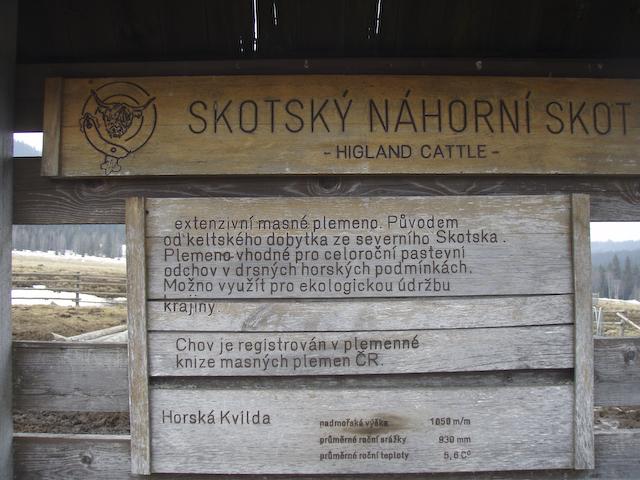 SKOTSKÝ NÁHORNÍ SKOT
- HIGLAND CATTLE -
extenzivní masné plemeno. Původem
od keltského dobytka ze severního Skotska.
Plemeno vhodné pro celoroční pastevní
odchov v drsných horských podmínkách.
Možno využít pro ekologickou údržbu
krajiny
Chov je registrován v plemenné
knize masných plemen ČR.
Horská Kvilda
nadmořská výška 1050 m/m
průměrné roční srážky 930 mm
průměrné roční teploty 5,6 C°